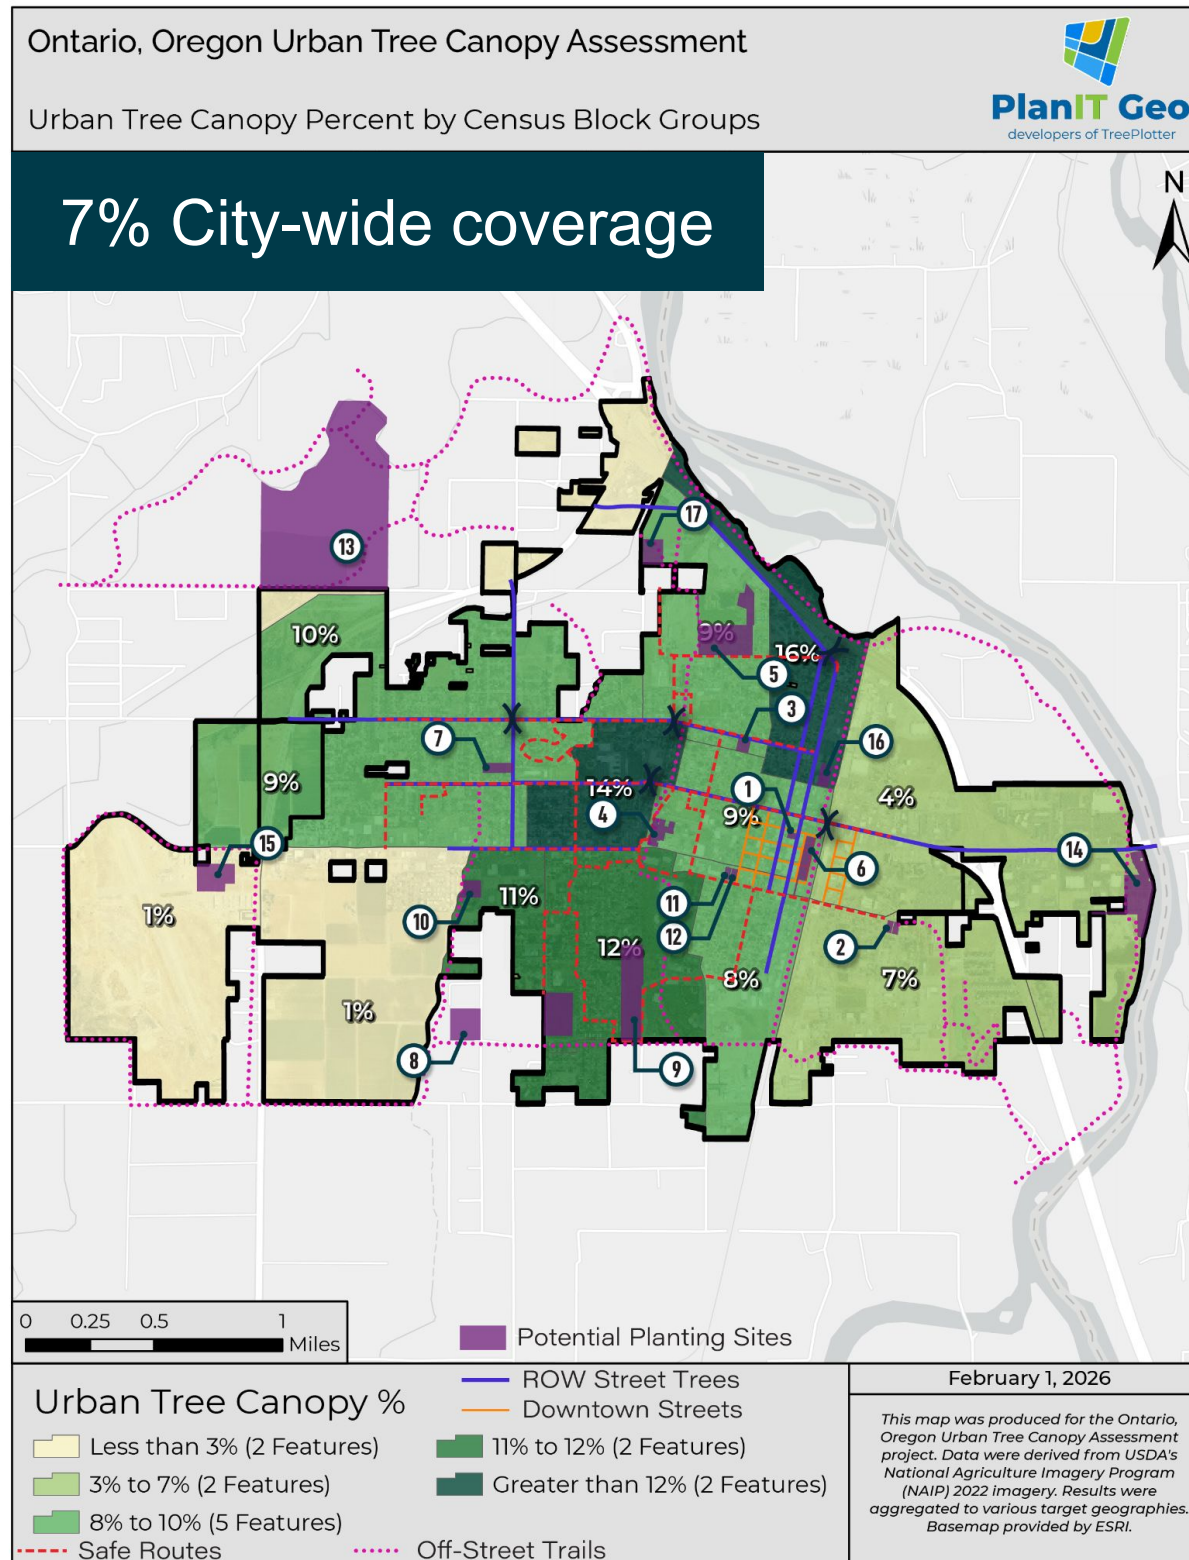 Ontario, Oregon Urban Tree Canopy Assessment
Urban Tree Canopy Percent by Census Block Groups
PlanIT Geo
developers of TreePlotter
7% City-wide coverage
N
17
13
10%
9%
16%
5
3
7
16
9%
14%
1
4%
4
9%
15
14
6
1%
11%
11
10
12
12%
2
8%
7%
1%
8
9
0 0.25 0.5 1
Miles
Potential Planting Sites
Urban Tree Canopy %
Less than 3% (2 Features)
3% to 7% (2 Features)
8% to 10% (5 Features)
Safe Routes
ROW Street Trees
Downtown Streets
11% to 12% (2 Features)
Greater than 12% (2 Features)
Off-Street Trails
February 1, 2026
This map was produced for the Ontario,
Oregon Urban Tree Canopy Assessment
project. Data were derived from USDA's
National Agriculture Imagery Program
(NAIP) 2022 imagery. Results were
aggregated to various target geographies.
Basemap provided by ESRI.